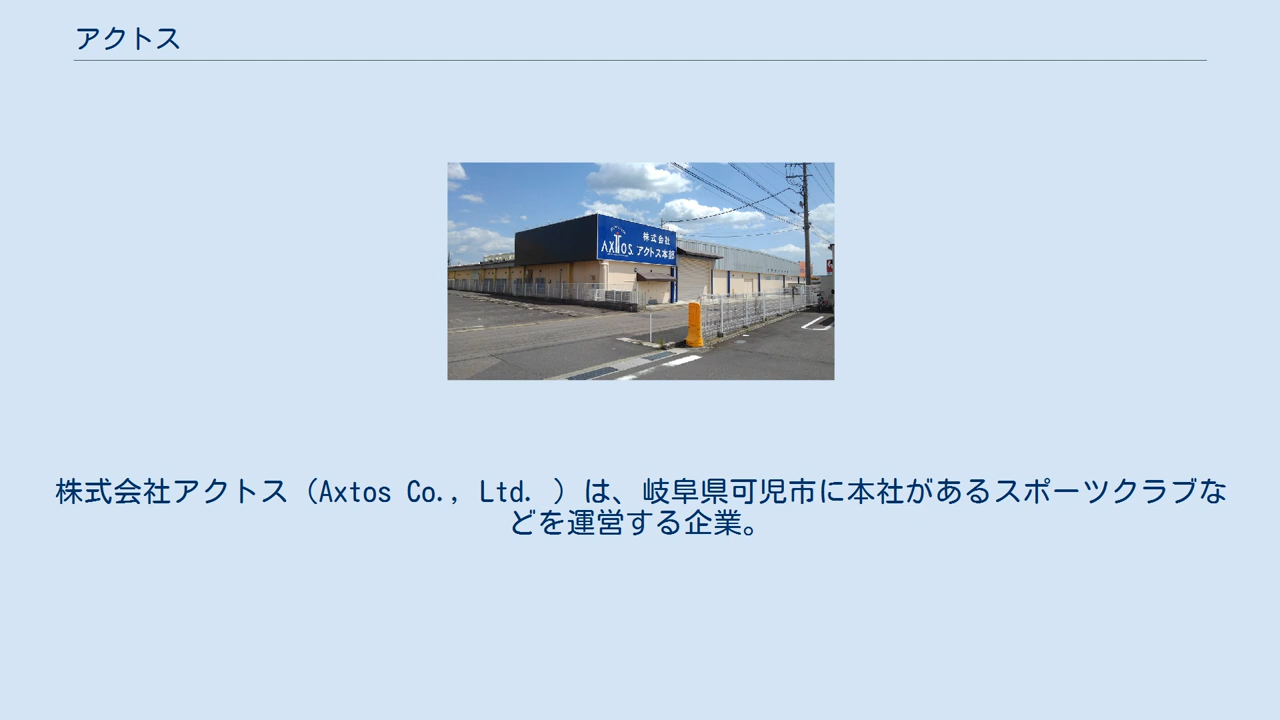 アクトス
株式会社
AXTOS. アクトス本部
株式会社アクトス（Axtos Co., Ltd. ）は、岐阜県可児市に本社があるスポーツクラブな
どを運営する企業。